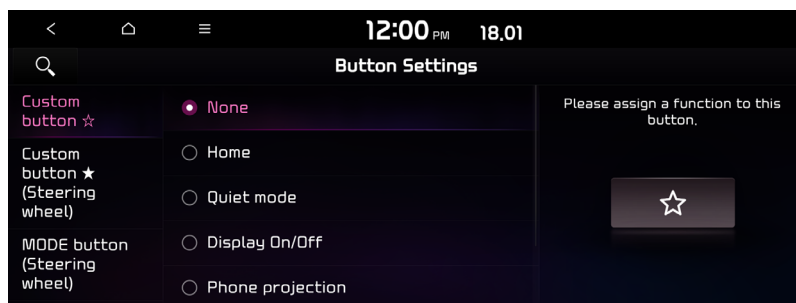 12:00 PM 18.01
Button Settings
Custom
button ☆
Custom
button ★
(Steering
wheel)
MODE button
(Steering
wheel)
None
Home
Quiet mode
Display On/Off
Phone projection
Please assign a function to this
button.